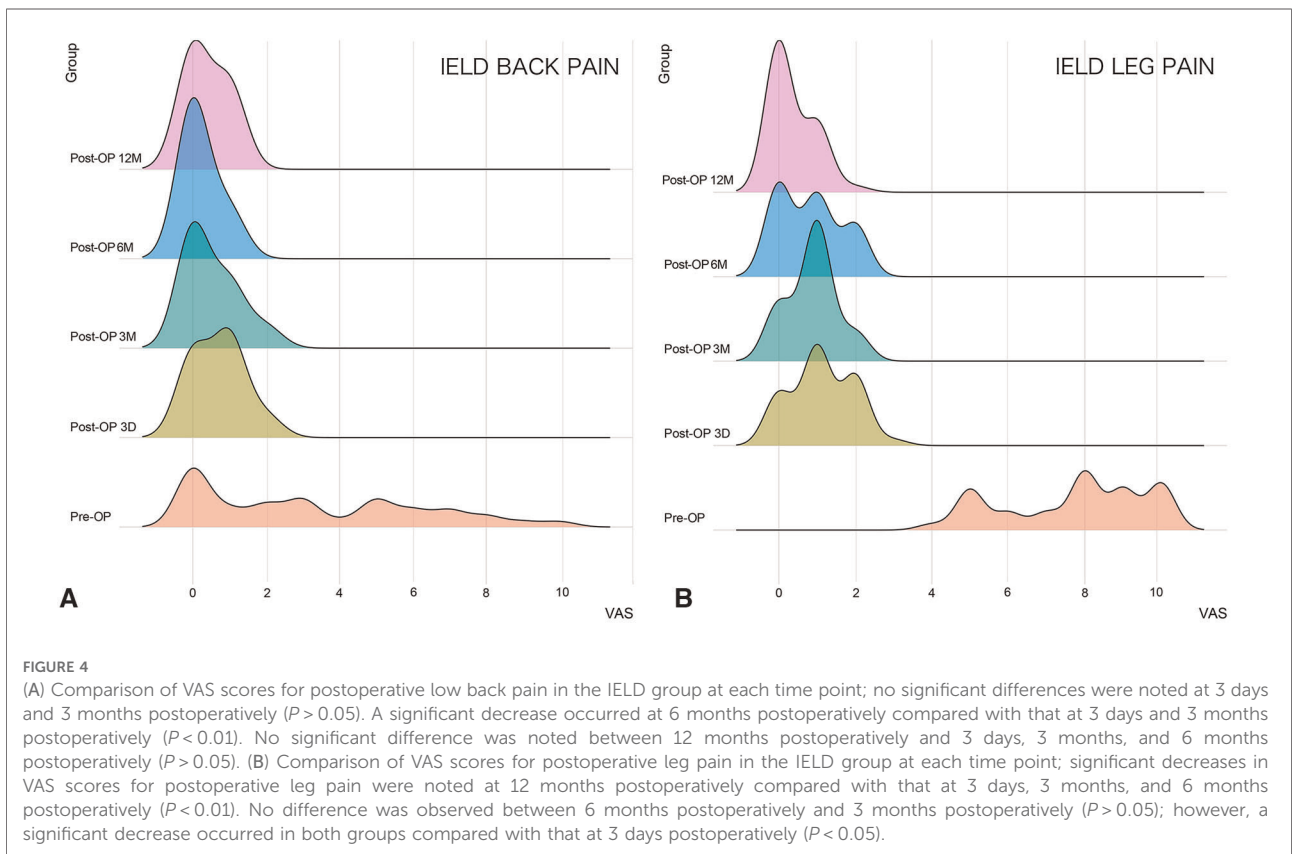 Group
IELD BACK PAIN
Post-OP 12M
Post-OP 6M
Post-OP 3M
Post-OP 3D
Pre-OP
0 2 4 6 8 10
A
VAS
Group
IELD LEG PAIN
Post-OP 12M
Post-OP 6M
Post-OP 3M
Post-OP 3D
Pre-OP
0 2 4 6 8 10
B
VAS
FIGURE 4
(A) Comparison of VAS scores for postoperative low back pain in the IELD group at each time point; no significant differences were noted at 3 days
and 3 months postoperatively (P > 0.05). A significant decrease occurred at 6 months postoperatively compared with that at 3 days and 3 months
postoperatively (P < 0.01). No significant difference was noted between 12 months postoperatively and 3 days, 3 months, and 6 months
postoperatively (P > 0.05). (B) Comparison of VAS scores for postoperative leg pain in the IELD group at each time point; significant decreases in
VAS scores for postoperative leg pain were noted at 12 months postoperatively compared with that at 3 days, 3 months, and 6 months
postoperatively (P < 0.01). No difference was observed between 6 months postoperatively and 3 months postoperatively (P > 0.05); however, a
significant decrease occurred in both groups compared with that at 3 days postoperatively (P < 0.05).